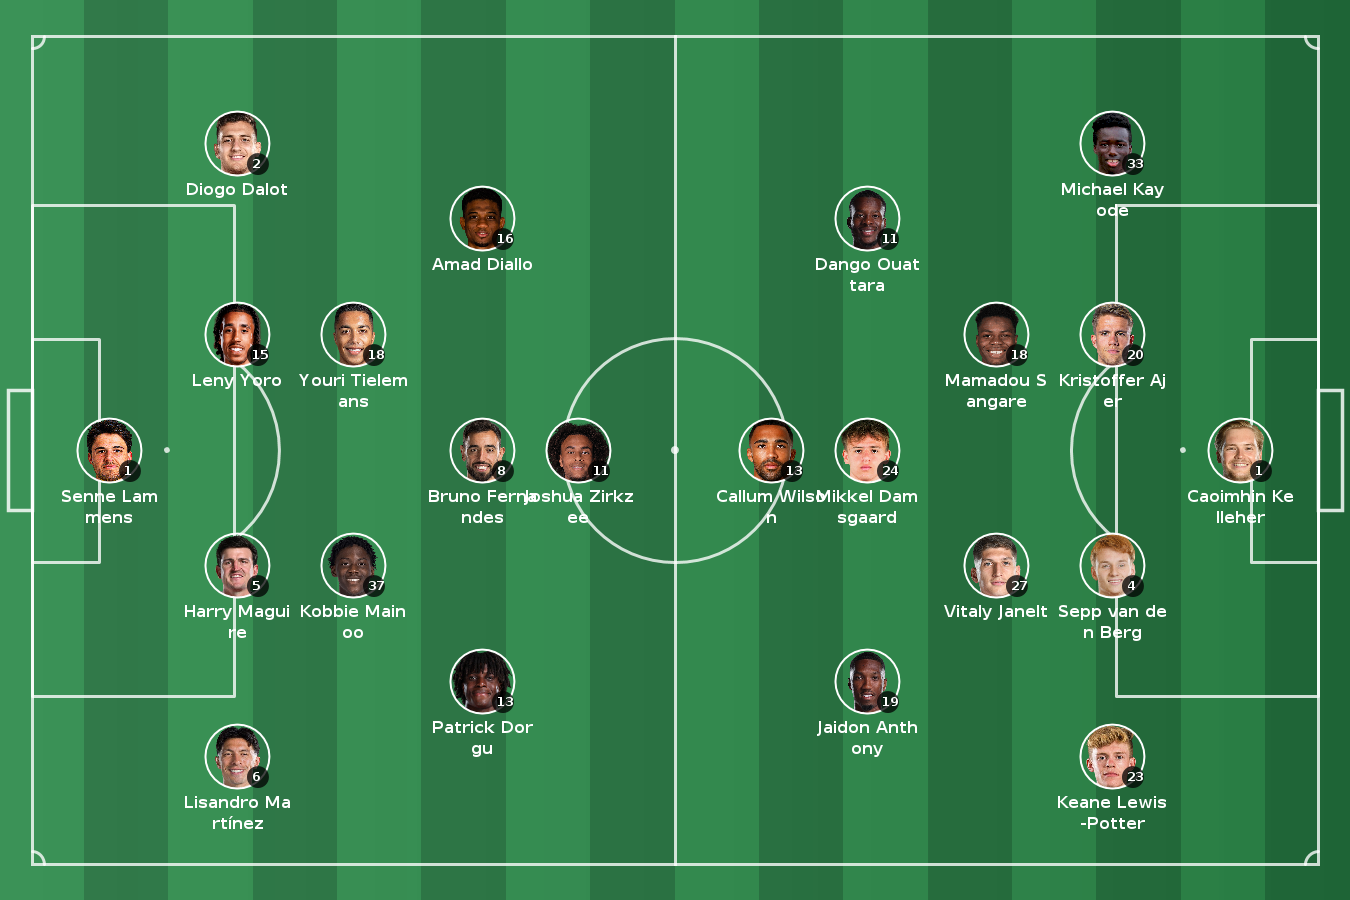 2
Diogo Dalot
33
Michael Kay
ode
16
Amad Diallo
11
Dango Ouat
tara
15
Leny Yoro
18
Youri Tielem
ans
18
Mamadou S
angare
20
Kristoffer Aj
er
1
Senne Lam
mens
8
Bruno Ferna
ndes
11
Joshua Zirkz
ee
13
Callum Wilso
n
24
Mikkel Dam
sgaard
1
Caoimhin Ke
lleher
5
Harry Magui
re
37
Kobbie Main
oo
27
Vitaly Janelt
4
Sepp van de
n Berg
13
Patrick Dor
gu
19
Jaidon Anth
ony
6
Lisandro Ma
rtínez
23
Keane Lewis
-Potter